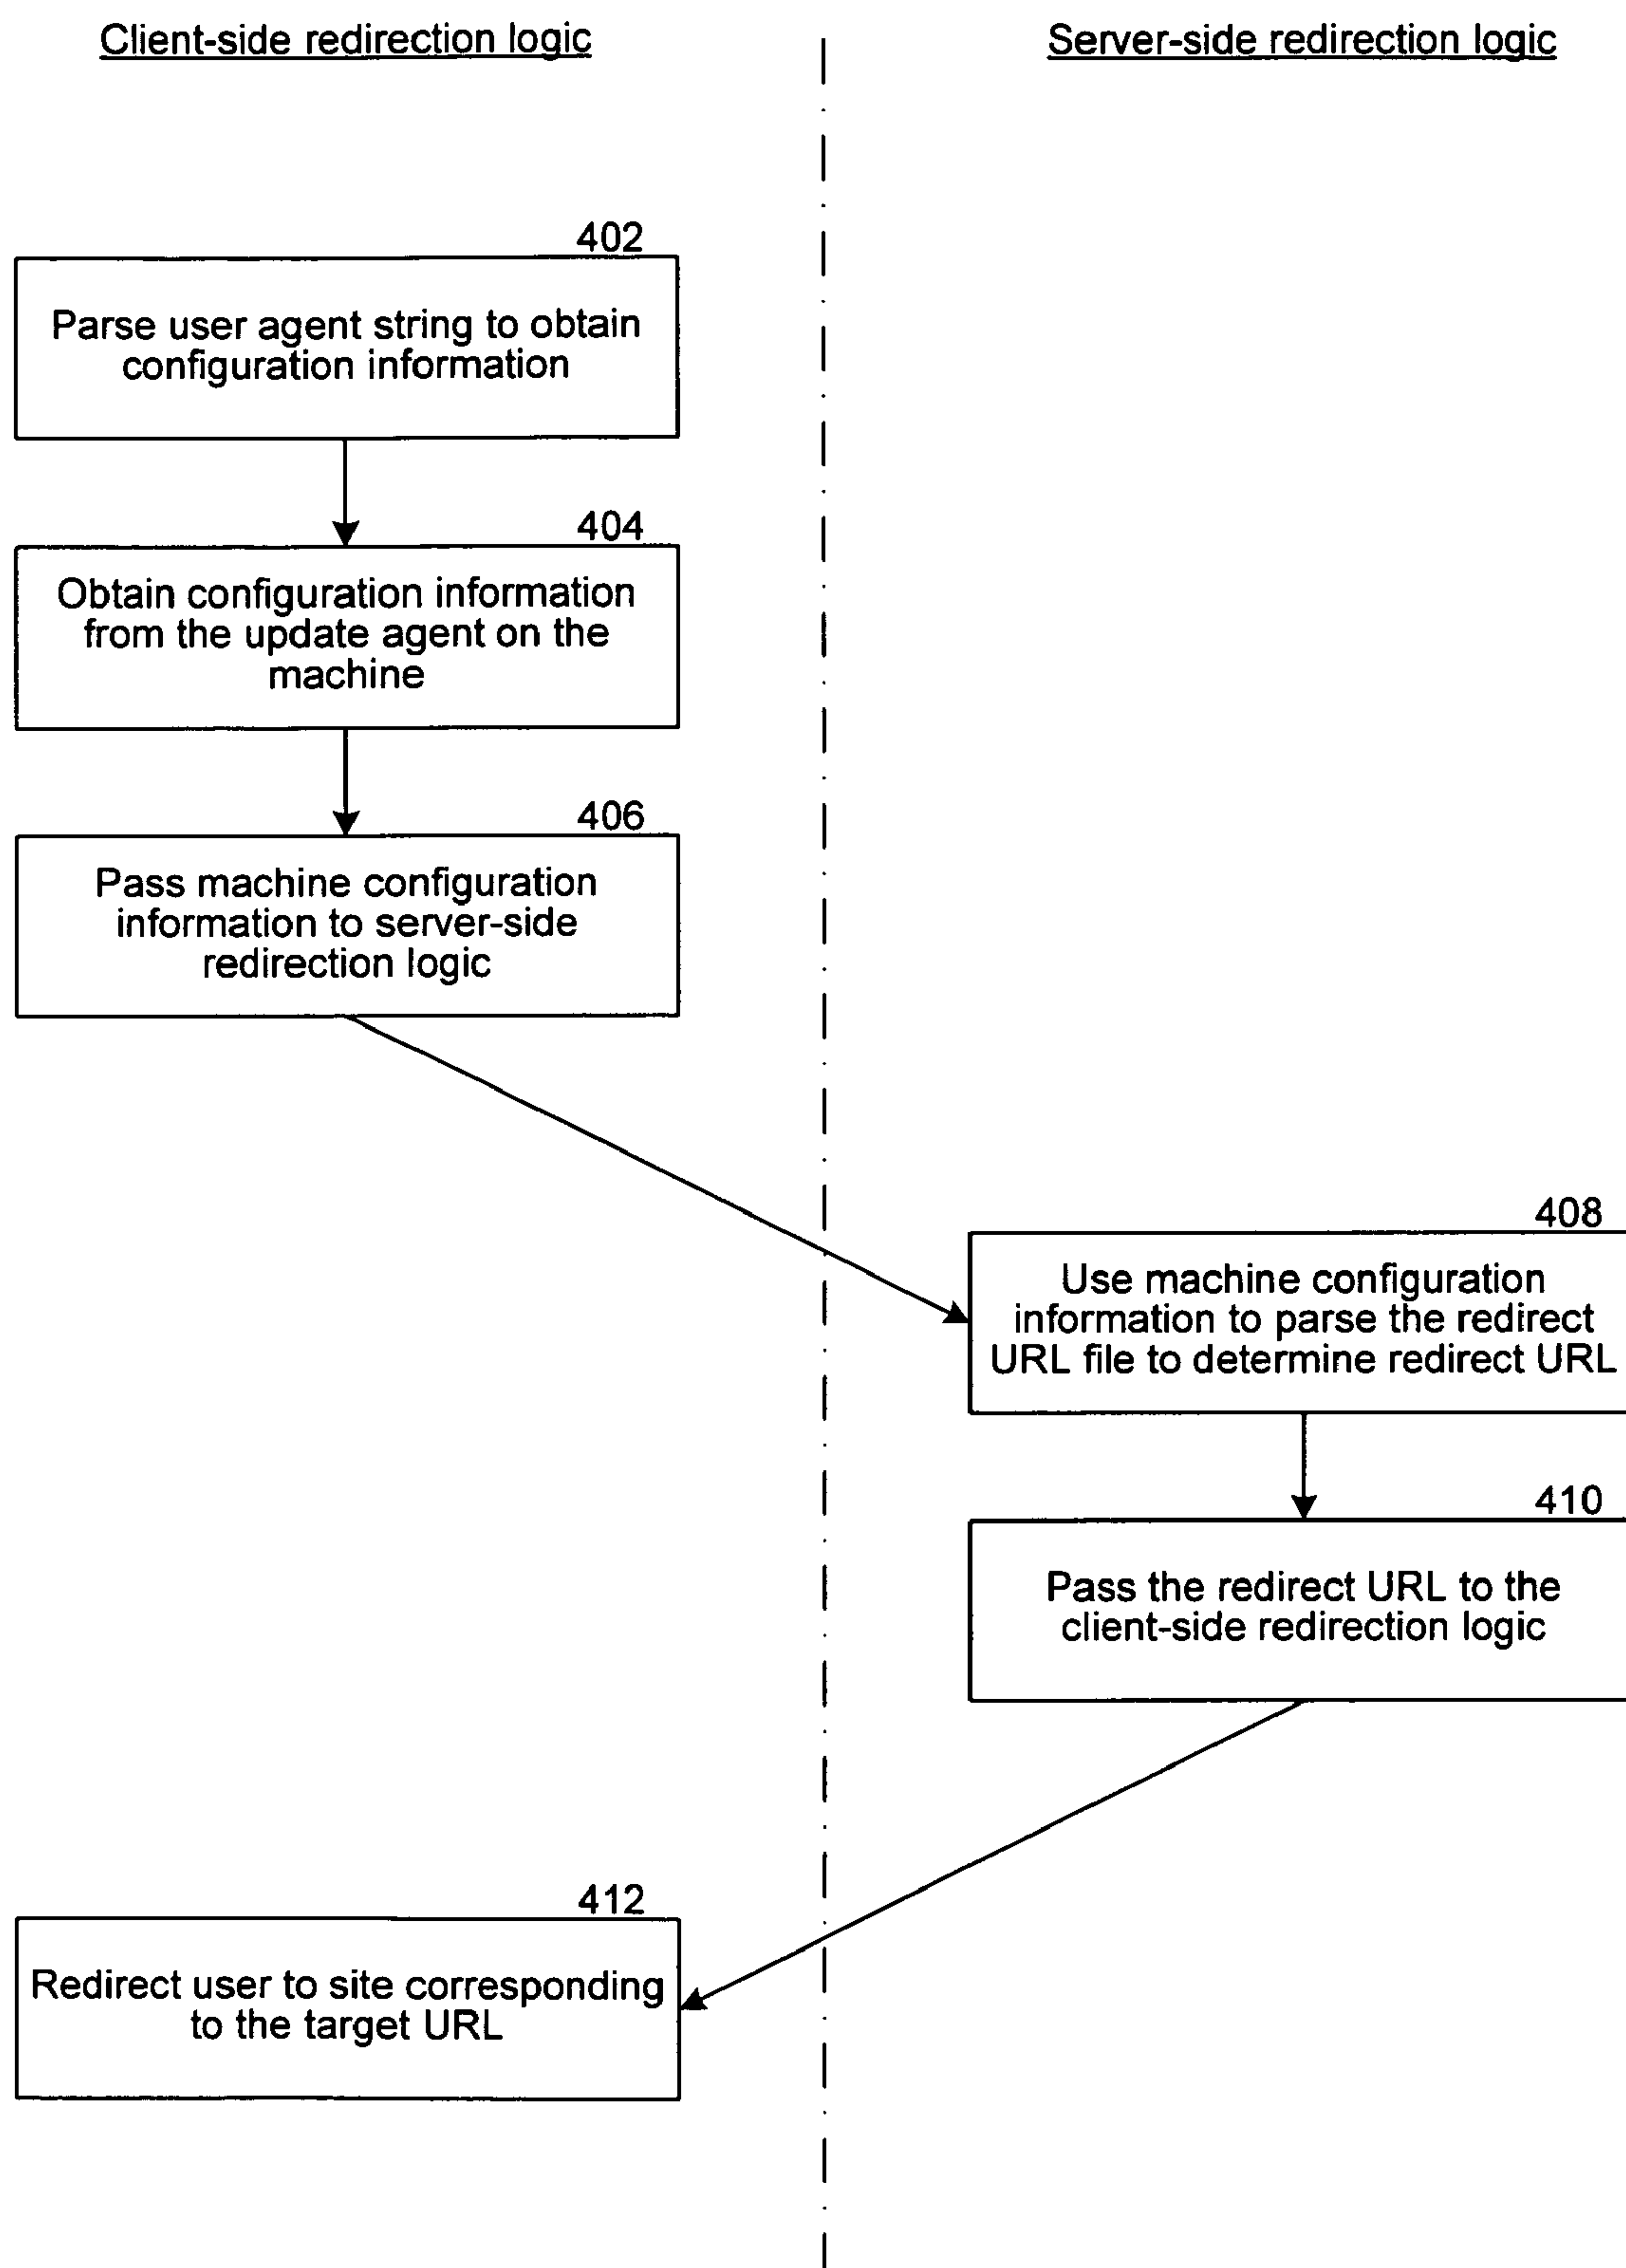 Client-side redirection logic
Server-side redirection logic
402
Parse user agent string to obtain
configuration information
404
Obtain configuration information
from the update agent on the
machine
406
Pass machine configuration
information to server-side
redirection logic
408
Use machine configuration
information to parse the redirect
URL file to determine redirect URL
410
Pass the redirect URL to the
client-side redirection logic
412
Redirect user to site corresponding
to the target URL